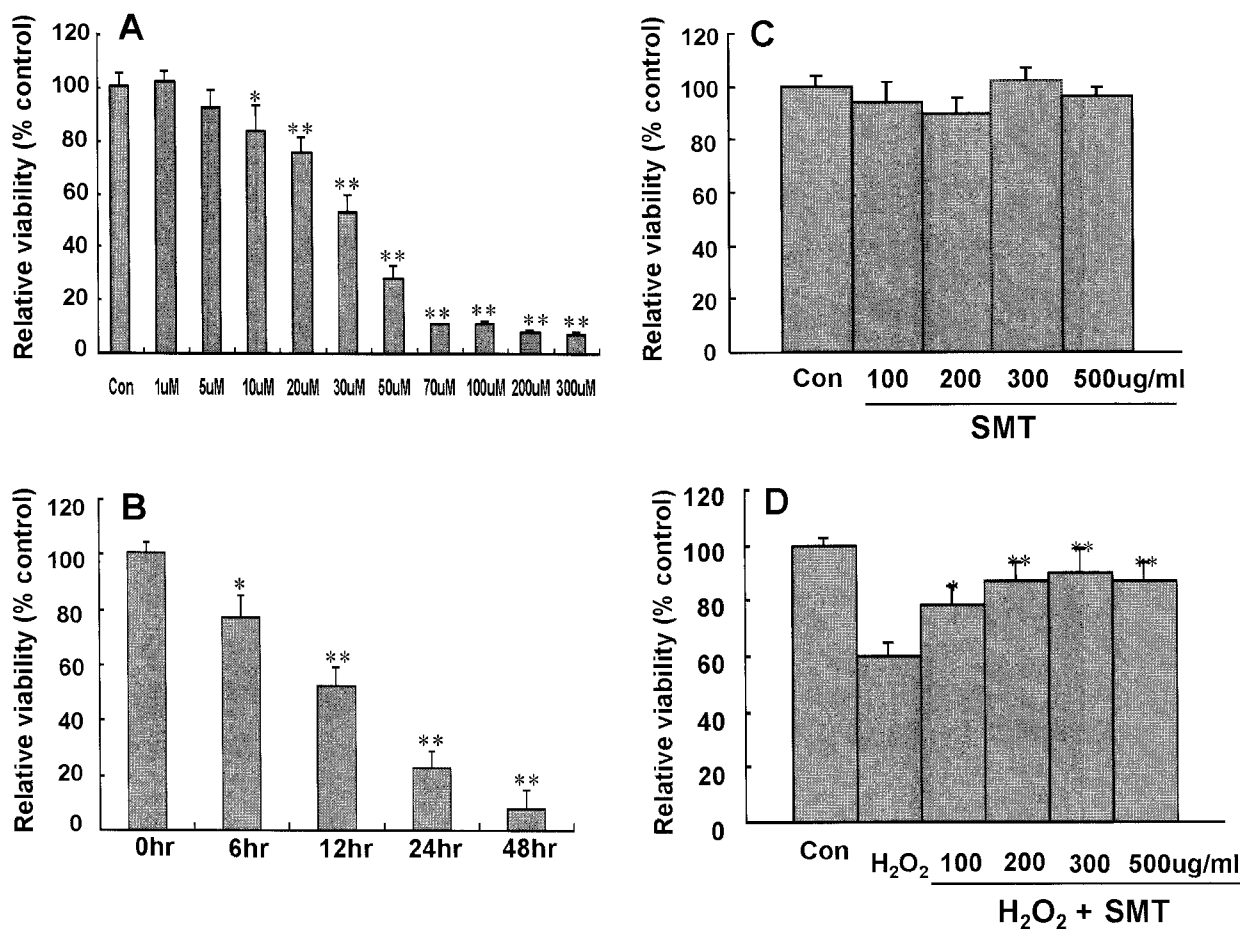 A
Relative viability (% control)
120
100
80
60
40
20
0
* ** ** ** ** ** ** **
Con 1uM 5uM 10uM 20uM 30uM 50uM 70uM 100uM 200uM 300uM
C
Relative viability (% control)
120
100
80
60
40
20
0
Con 100 200 300 500ug/ml
SMT
B
Relative viability (% control)
120
100
80
60
40
20
0
* ** ** **
0hr 6hr 12hr 24hr 48hr
D
Relative viability (% control)
120
100
80
60
40
20
0
* ** ** **
Con H₂O₂ 100 200 300 500ug/ml
H₂O₂ + SMT